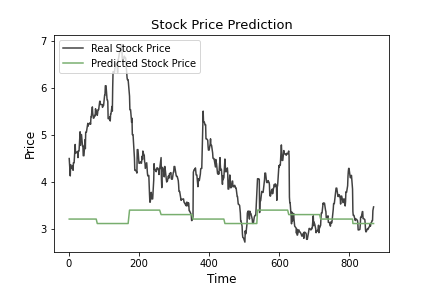 Stock Price Prediction
7
Real Stock Price
Predicted Stock Price
6
5
4
3
Price
0 200 400 600 800
Time